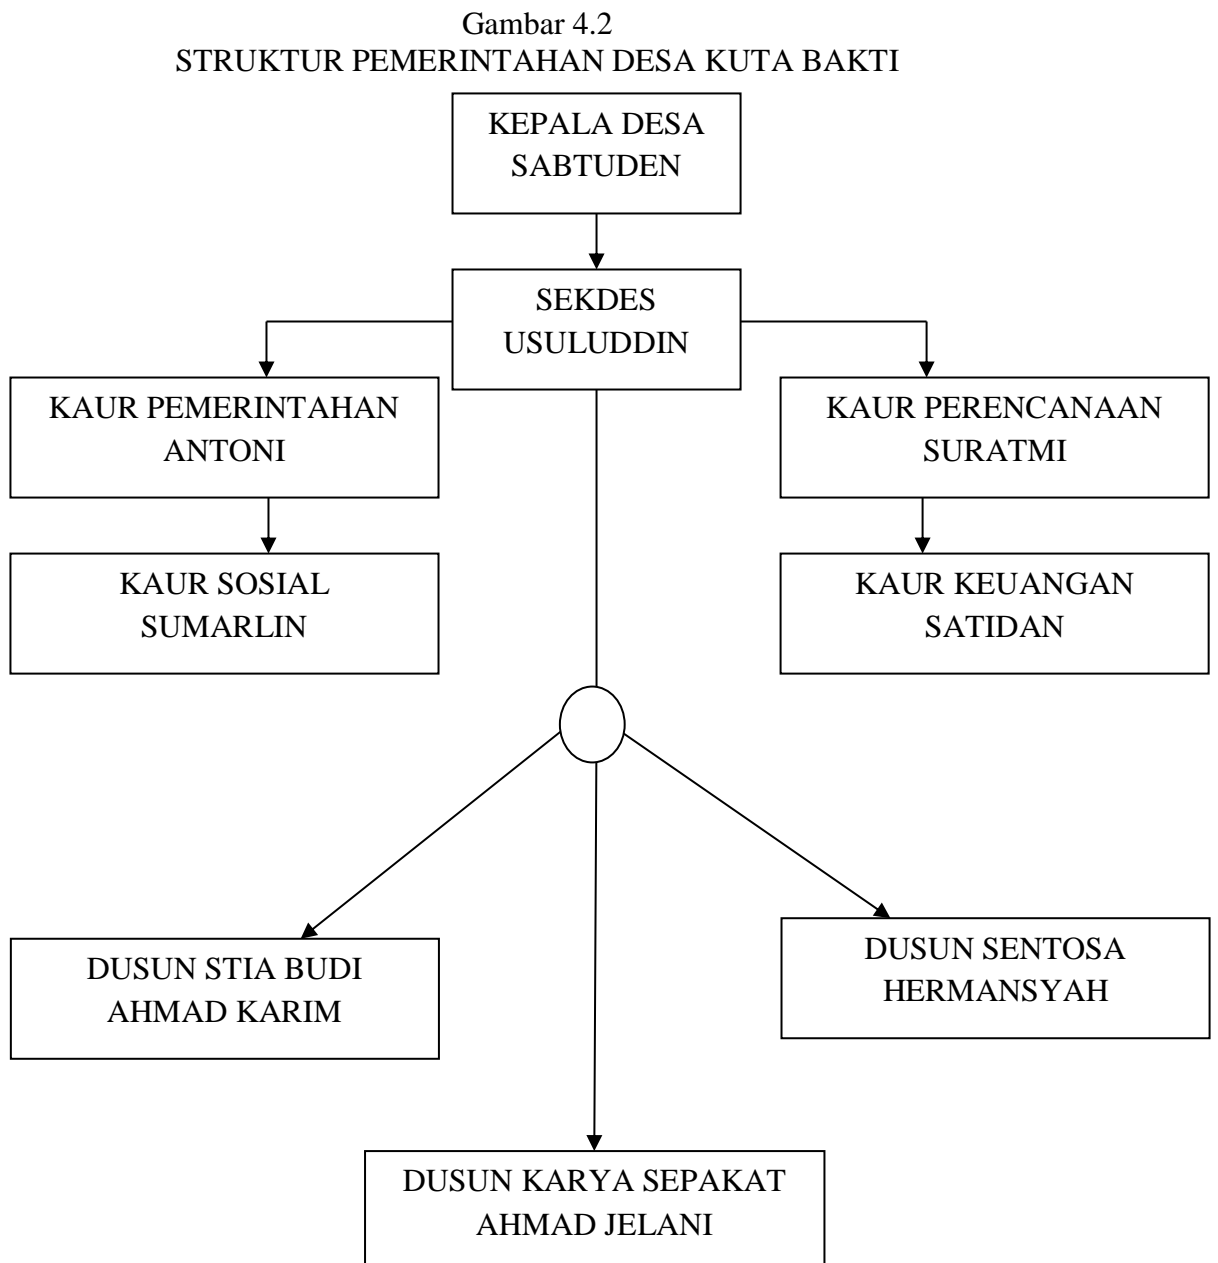 Gambar 4.2
STRUKTUR PEMERINTAHAN DESA KUTA BAKTI
KEPALA DESA
SABTUDEN
SEKDES
USULUDDIN
KAUR PEMERINTAHAN
ANTONI
KAUR PERENCANAAN
SURATMI
KAUR SOSIAL
SUMARLIN
KAUR KEUANGAN
SATIDAN
DUSUN STIA BUDI
AHMAD KARIM
DUSUN SENTOSA
HERMANSYAH
DUSUN KARYA SEPAKAT
AHMAD JELANI